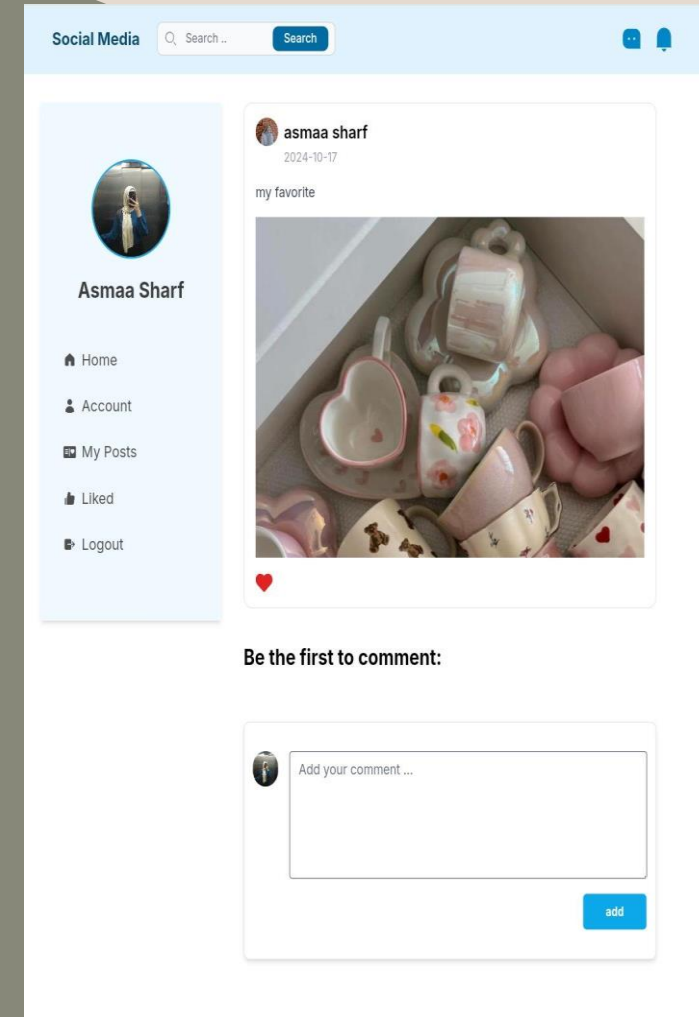 Social Media
Search ..
Search
asmaa sharf
2024-10-17
my favorite
Asmaa Sharf
Home
Account
My Posts
Liked
Logout
Be the first to comment:
Add your comment ...
add